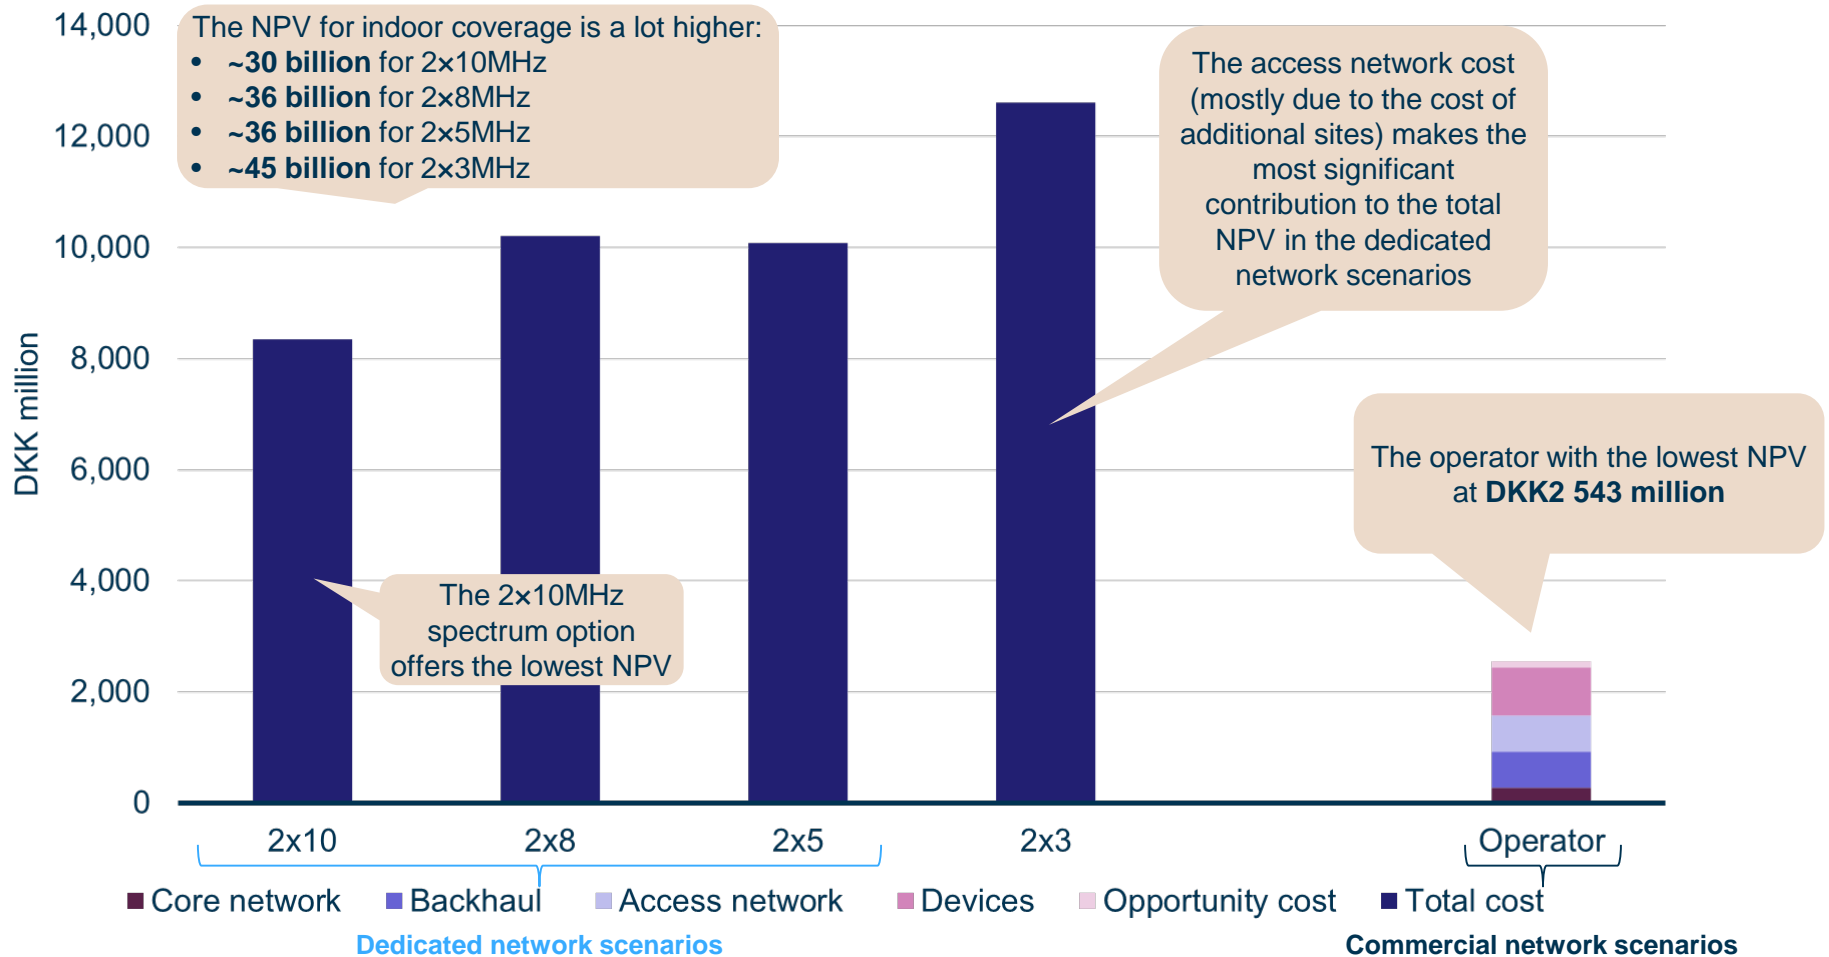 14,000
12,000
10,000
8,000
6,000
4,000
2,000
0
DKK million
The NPV for indoor coverage is a lot higher:
• ~30 billion for 2×10MHz
• ~36 billion for 2×8MHz
• ~36 billion for 2×5MHz
• ~45 billion for 2×3MHz
The access network cost
(mostly due to the cost of
additional sites) makes the
most significant
contribution to the total
NPV in the dedicated
network scenarios
The operator with the lowest NPV
at DKK2 543 million
The 2×10MHz
spectrum option
offers the lowest NPV
2x10 2x8 2x5 2x3 Operator
Core network Backhaul Access network Devices Opportunity cost Total cost
Dedicated network scenarios
Commercial network scenarios